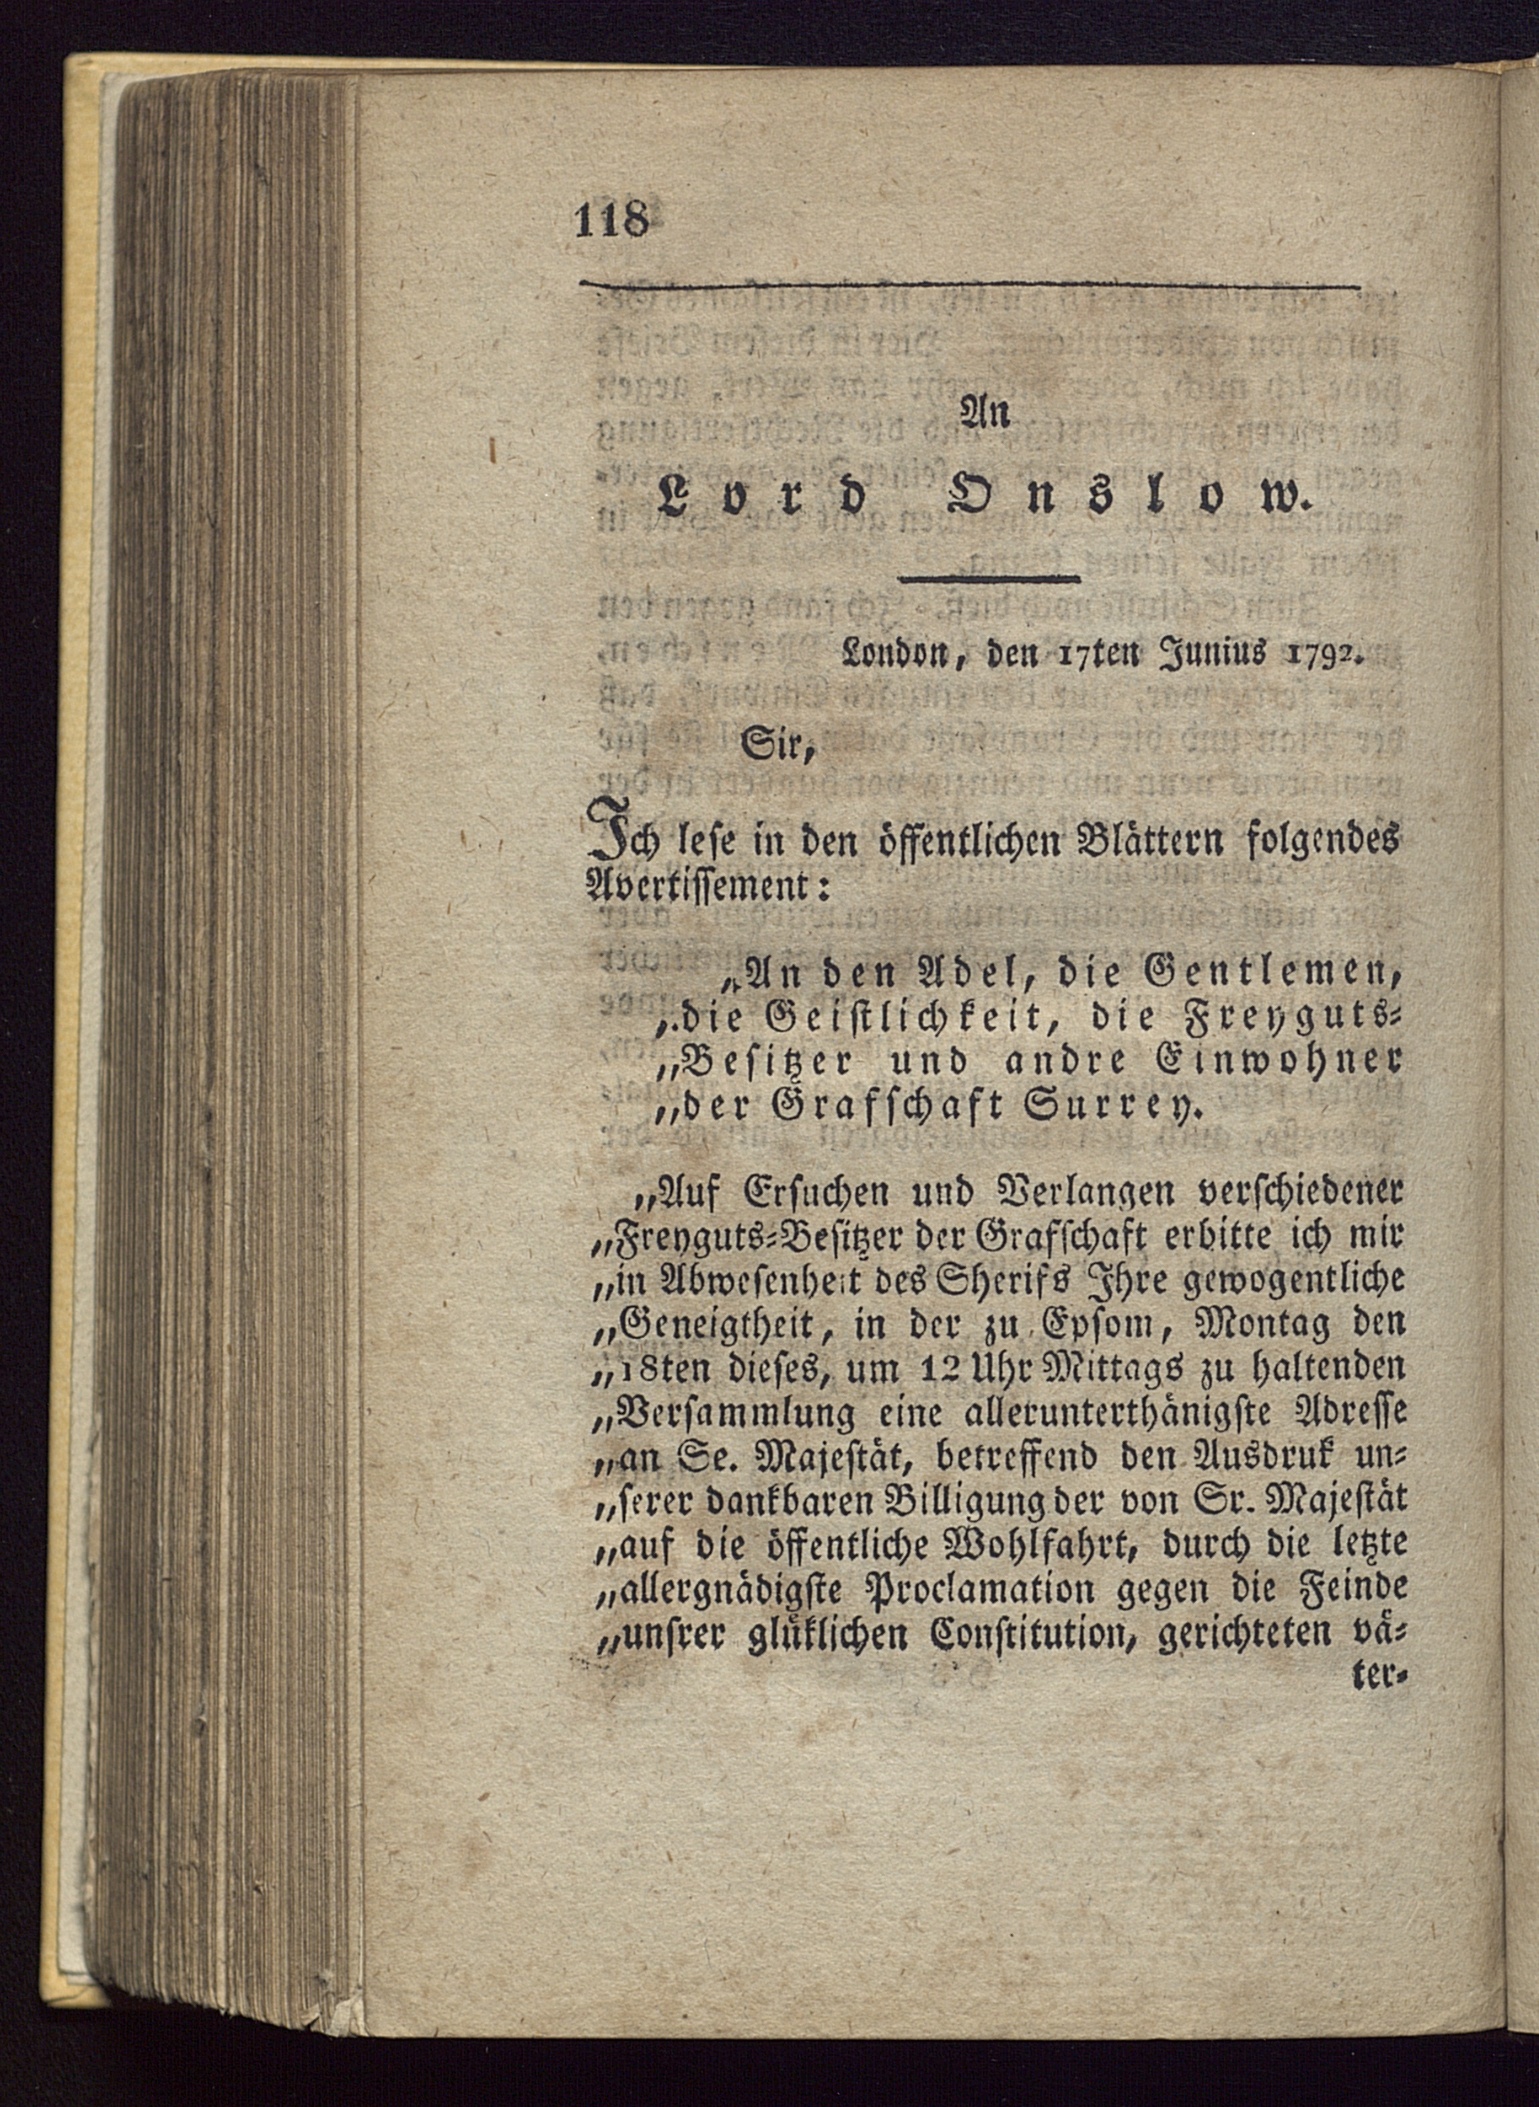 118
An
Lord Onslow.
London, den 17ten Junius 1792.
Sir,
Ich lese in den öffentlichen Blättern folgendes
Avertissement:
„An den Adel, die Gentlemen,
„die Geistlichkeit, die Freyguts-
„Besitzer und andre Einwohner
„der Grafschaft Surrey.
„Auf Ersuchen und Verlangen verschiedener
„Freyguts-Besitzer der Grafschaft erbitte ich mir
„in Abwesenheit des Sherifs Ihre gewogentliche
„Geneigtheit, in der zu Epsom, Montag den
„18ten dieses, um 12 Uhr Mittags zu haltenden
„Versammlung eine allerunterthänigste Adresse
„an Se. Majestät, betreffend den Ausdruk un-
„serer dankbaren Billigung der von Sr. Majestät
„auf die öffentliche Wohlfahrt, durch die letzte
„allergnädigste Proclamation gegen die Feinde
„unsrer glüklichen Constitution, gerichteten vä-
ter-